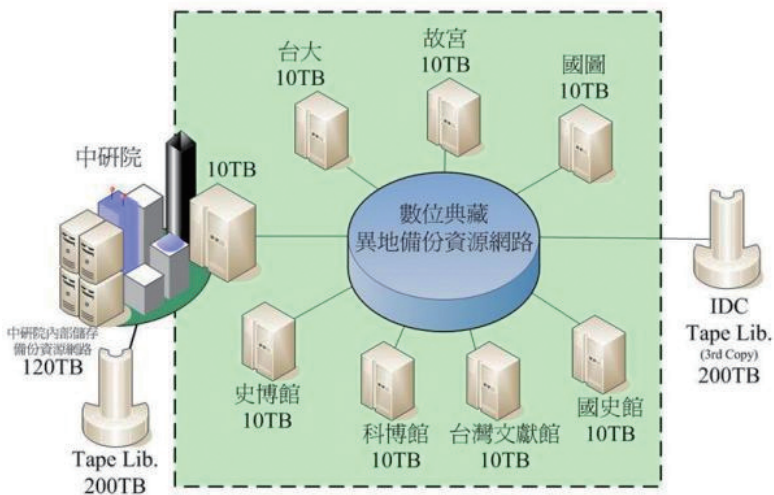 台大
10TB
故宮
10TB
國圖
10TB
中研院
10TB
數位典藏
異地備份資源網路
中研院內部儲存
備份資源網路
120TB
Tape Lib.
200TB
史博館
10TB
科博館
10TB
台灣文獻館
10TB
國史館
10TB
IDC
Tape Lib.
(3rd Copy)
200TB